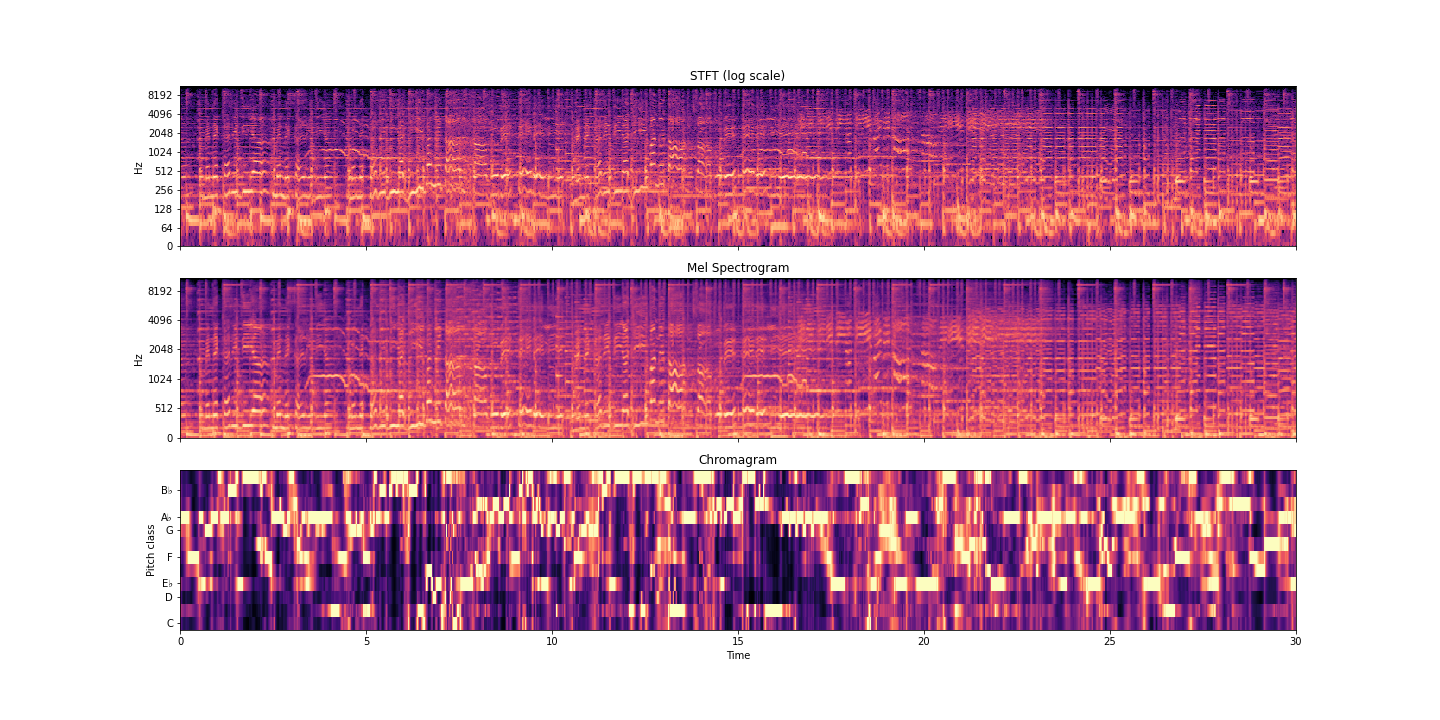 STFT (log scale)
8192
4096
2048
1024
512
256
128
64
0
Hz
Mel Spectrogram
8192
4096
2048
1024
512
0
Hz
Chromagram
B♭
A♭
G
F
E♭
D
C
Pitch class
0 5 10 15 20 25 30
Time